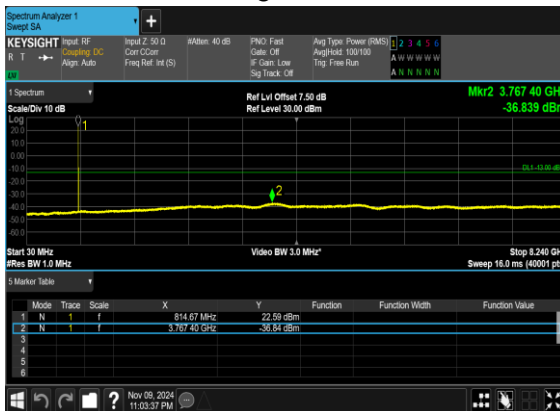 Spectrum Analyzer 1
Swept SA
KEYSIGHT Input: RF Input Z: 50 Ω #Atten: 40 dB PNO: Fast Avg Type: Power (RMS) 1 2 3 4 5 6
R T Coupling: DC Corr CCorr Gate: Off Avg|Hold: 100/100 A W W W W W
Align: Auto Freq Ref: Int (S) IF Gain: Low Trig: Free Run
Sig Track: Off A N N N N N
1 Spectrum Ref Lvl Offset 7.50 dB Mkr2 3.767 40 GH
Scale/Div 10 dB Ref Level 30.00 dBm -36.839 dBr
Log
20.0
10.0
0.00
-10.0
DL1 -13.00 dB
-20.0
-30.0
-40.0
-50.0
-60.0
1
2
Start 30 MHz Video BW 3.0 MHz* Stop 8.240 GH
#Res BW 1.0 MHz Sweep 16.0 ms (40001 pt
5 Marker Table
Mode Trace Scale X Y Function Function Width Function Value
1 N 1 f 814.67 MHz 22.59 dBm
2 N 1 f 3.767 40 GHz -36.84 dBm
3
4
5
6
? Nov 09, 2024
11:03:37 PM